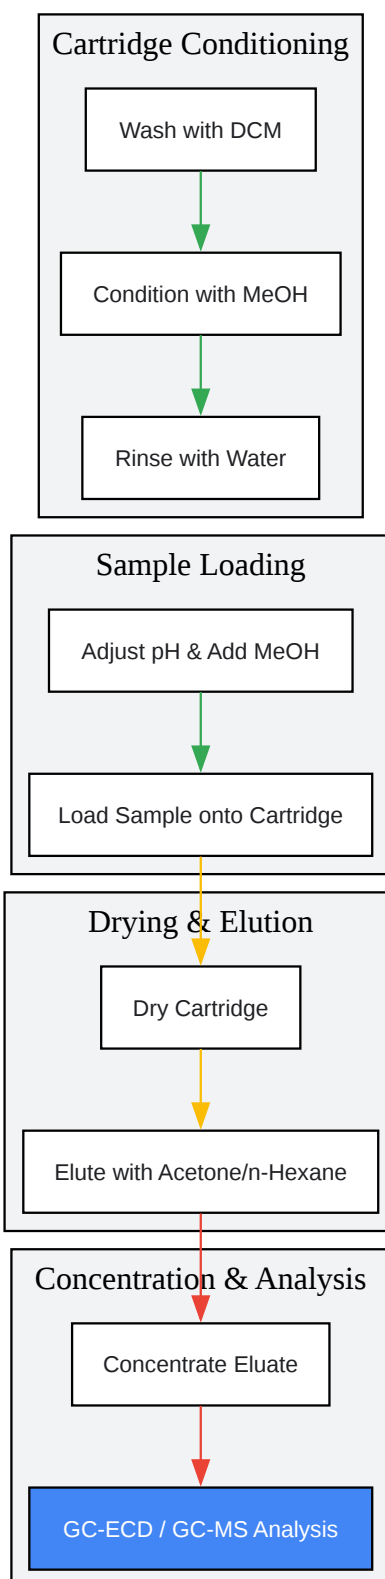 Cartridge Conditioning
Wash with DCM
Condition with MeOH
Rinse with Water
Sample Loading
Adjust pH & Add MeOH
Load Sample onto Cartridge
Drying & Elution
Dry Cartridge
Elute with Acetone/n-Hexane
Concentration & Analysis
Concentrate Eluate
GC-ECD / GC-MS Analysis